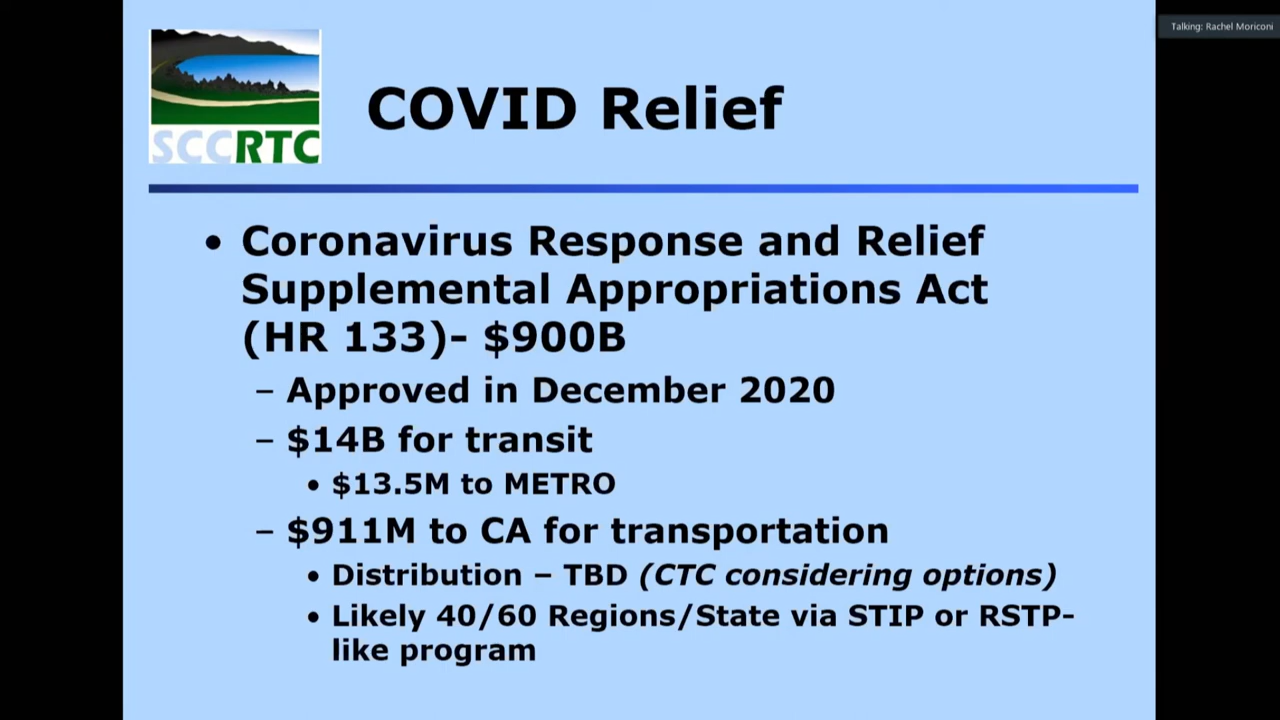 Talking: Rachel Moriconi
SCCRTC
COVID Relief
• Coronavirus Response and Relief
Supplemental Appropriations Act
(HR 133)- $900B
– Approved in December 2020
– $14B for transit
• $13.5M to METRO
– $911M to CA for transportation
• Distribution – TBD (CTC considering options)
• Likely 40/60 Regions/State via STIP or RSTP-
like program